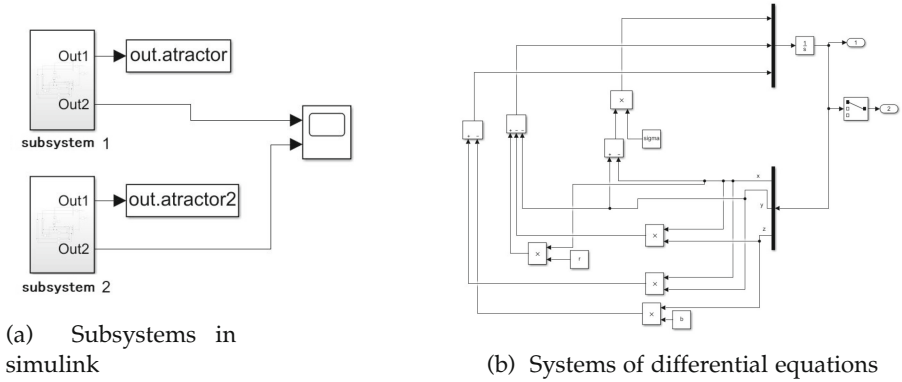 Out1
out.atractor
Out2
subsystem 1
Out1
out.atractor2
Out2
subsystem 2
(a) Subsystems in
simulink
1
1
s
2
×
+ −
+ − −
sigma
+ −
x
y
z
×
×
r
×
×
b
(b) Systems of differential equations